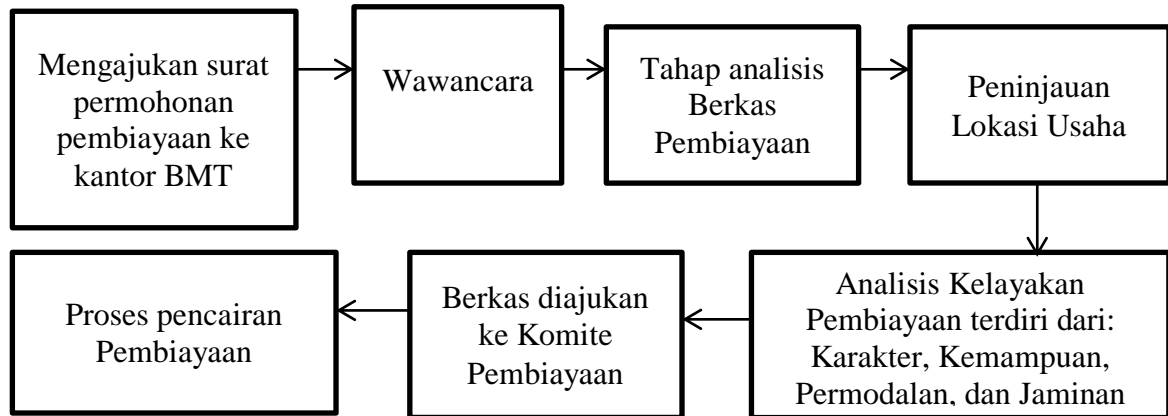 Mengajukan surat
permohonan
pembiayaan ke
kantor BMT
Wawancara
Tahap analisis
Berkas
Pembiayaan
Peninjauan
Lokasi Usaha
Analisis Kelayakan
Pembiayaan terdiri dari:
Karakter, Kemampuan,
Permodalan, dan Jaminan
Berkas diajukan
ke Komite
Pembiayaan
Proses pencairan
Pembiayaan